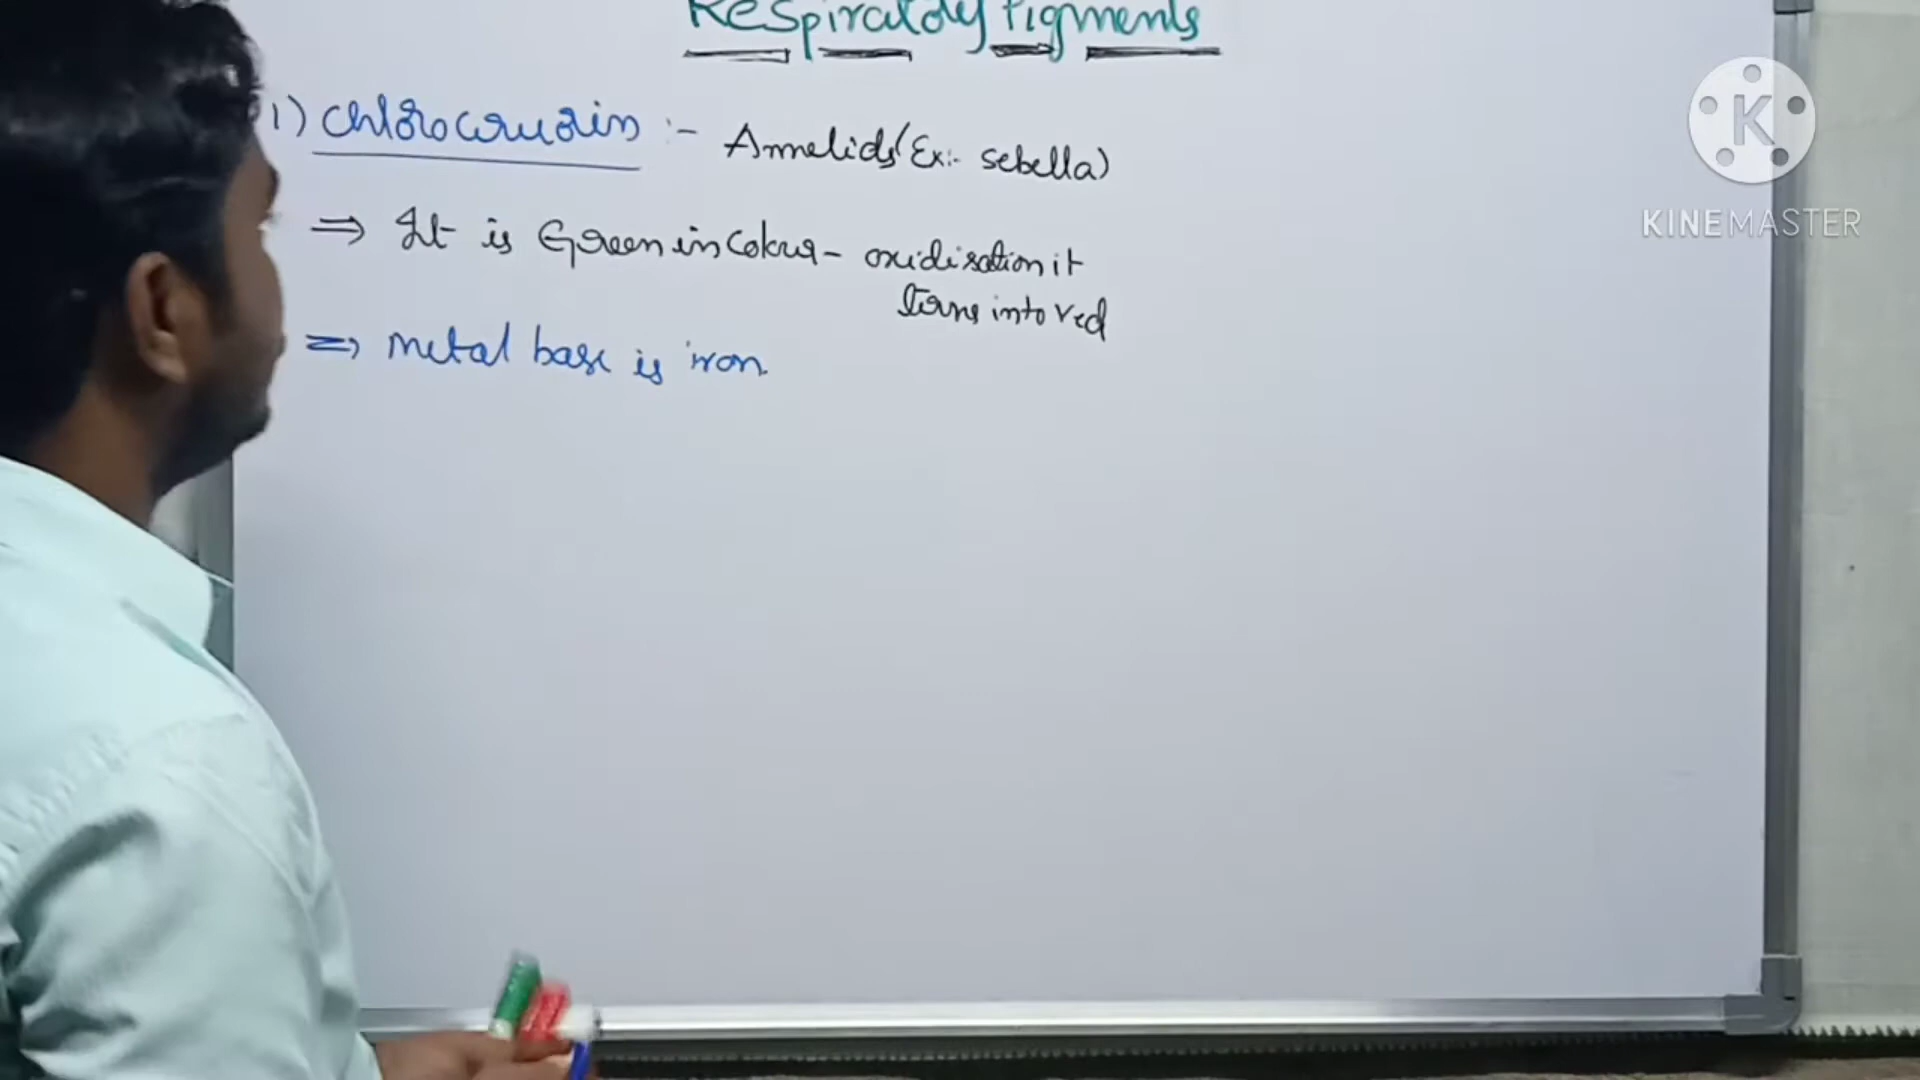 Respiratory Pigments
1) Chlorocruorin :- Annelids (Ex:- sebella)
⇒ It is Green in Colour - oxidisation it
turns into red
⇒ metal base is iron
K
KINEMASTER